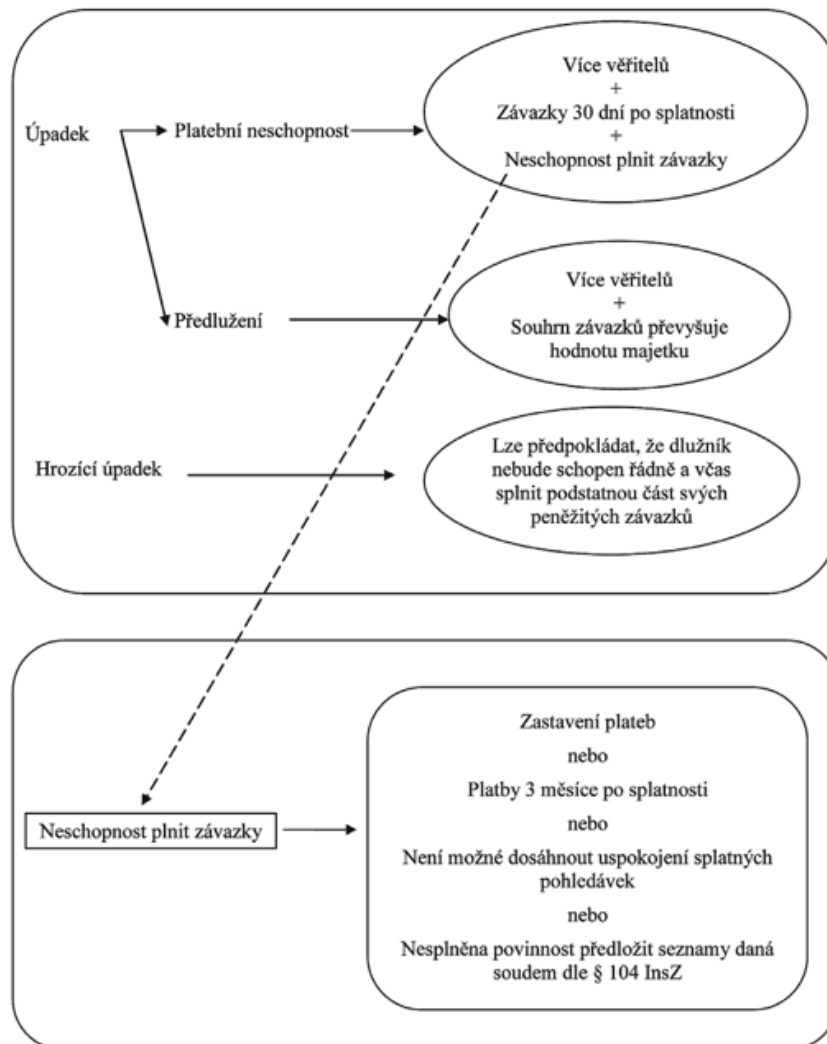 Úpadek
Platební neschopnost
Více věřitelů
+
Závazky 30 dní po splatnosti
+
Neschopnost plnit závazky
Předlužení
Více věřitelů
+
Souhrn závazků převyšuje
hodnotu majetku
Hrozící úpadek
Lze předpokládat, že dlužník
nebude schopen řádně a včas
splnit podstatnou část svých
peněžitých závazků
Neschopnost plnit závazky
Zastavení plateb
nebo
Platby 3 měsíce po splatnosti
nebo
Není možné dosáhnout uspokojení splatných
pohledávek
nebo
Nesplněna povinnost předložit seznamy daná
soudem dle § 104 InsZ